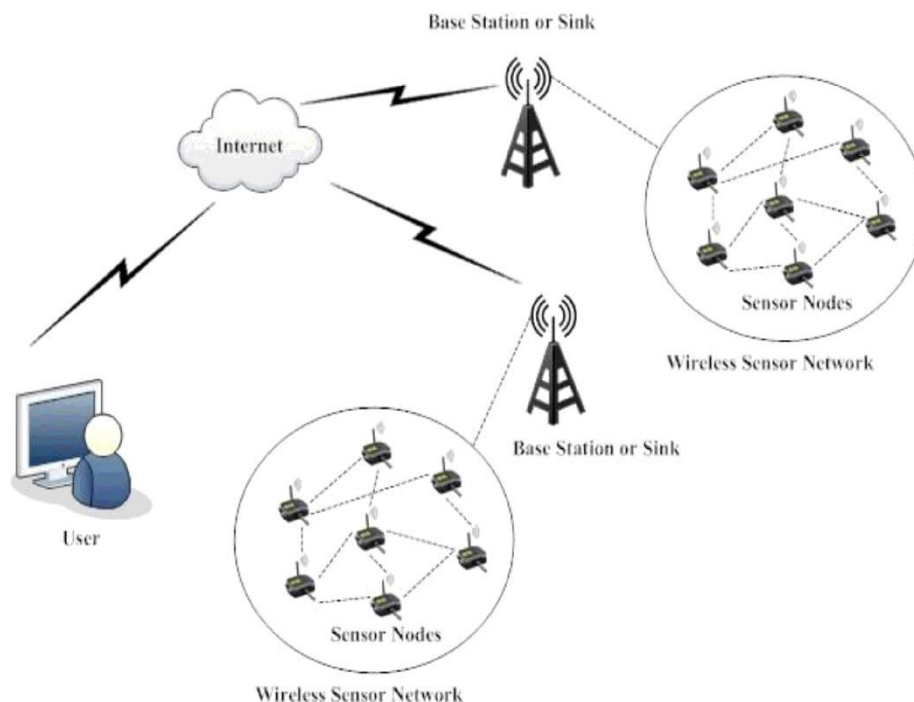 Base Station or Sink
Internet
Sensor Nodes
Wireless Sensor Network
Base Station or Sink
User
Sensor Nodes
Wireless Sensor Network